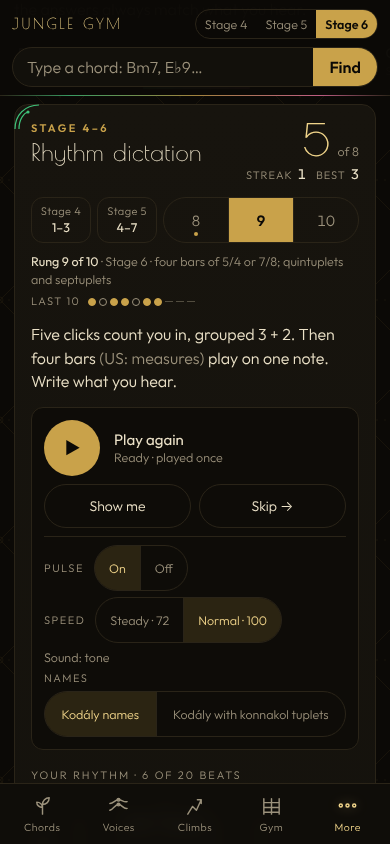 JUNGLE GYM
Stage 4 Stage 5 Stage 6
Type a chord: Bm7, E♭9…
Find
STAGE 4–6
Rhythm dictation
5 of 8
STREAK 1 BEST 3
Stage 4
1–3
Stage 5
4–7
8 9 10
Rung 9 of 10 · Stage 6 · four bars of 5/4 or 7/8; quintuplets
and septuplets
LAST 10
Five clicks count you in, grouped 3 + 2. Then
four bars (US: measures) play on one note.
Write what you hear.
Play again
Ready · played once
Show me
Skip →
PULSE On Off
SPEED Steady · 72 Normal · 100
Sound: tone
NAMES
Kodály names Kodály with konnakol tuplets
YOUR RHYTHM · 6 OF 20 BEATS
Chords Voices Climbs Gym More